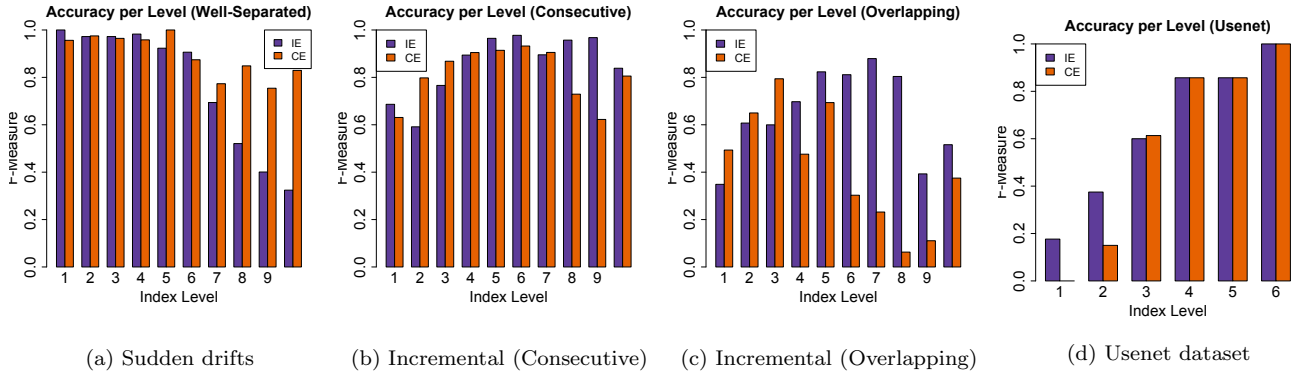 Accuracy per Level (Well-Separated)
F-Measure
0.0 0.2 0.4 0.6 0.8 1.0
IE
CE
1 2 3 4 5 6 7 8 9
Index Level
(a) Sudden drifts
Accuracy per Level (Consecutive)
F-Measure
0.0 0.2 0.4 0.6 0.8 1.0
IE
CE
1 2 3 4 5 6 7 8 9
Index Level
(b) Incremental (Consecutive)
Accuracy per Level (Overlapping)
F-Measure
0.0 0.2 0.4 0.6 0.8 1.0
IE
CE
1 2 3 4 5 6 7 8 9
Index Level
(c) Incremental (Overlapping)
Accuracy per Level (Usenet)
F-Measure
0.0 0.2 0.4 0.6 0.8 1.0
IE
CE
1 2 3 4 5 6
Index Level
(d) Usenet dataset